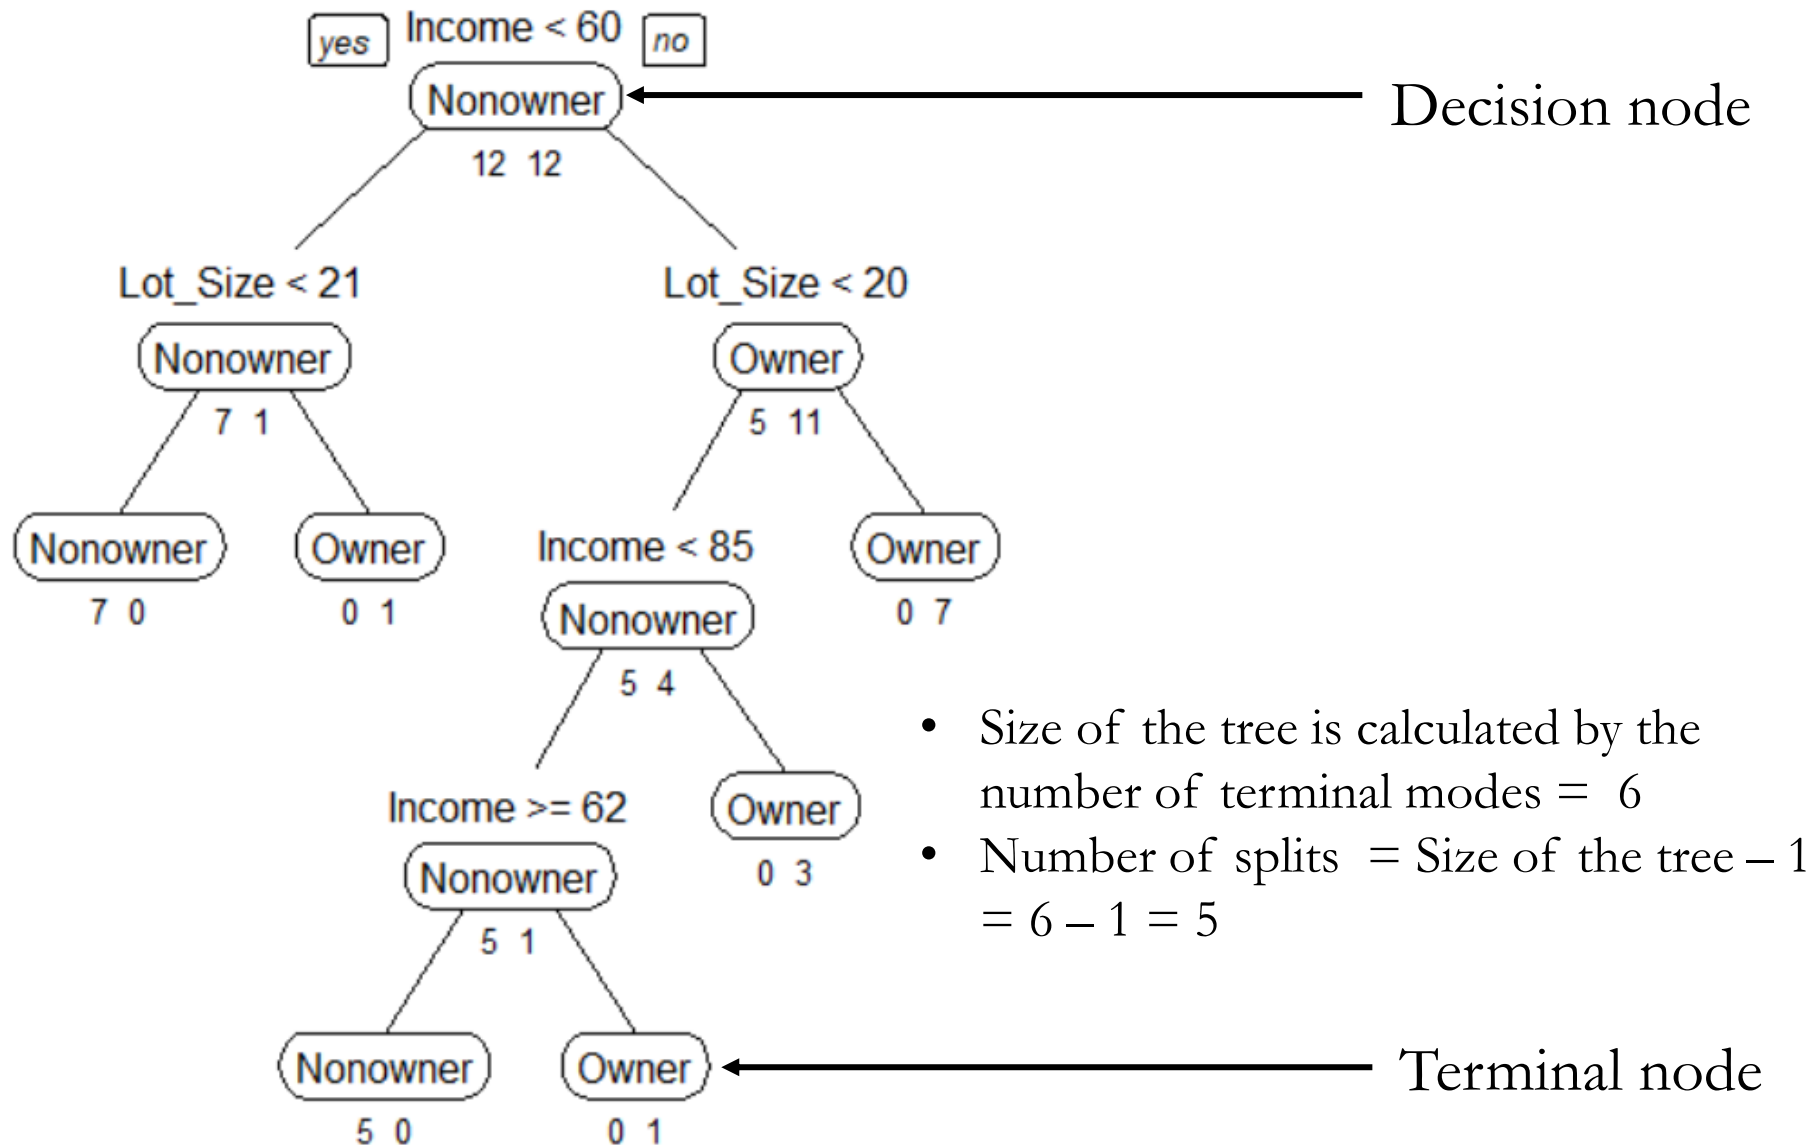 yes Income < 60 no
Nonowner
Decision node
12 12
Lot_Size < 21
Lot_Size < 20
Nonowner
Owner
7 1
5 11
Nonowner
Owner
Income < 85
Owner
7 0
0 1
Nonowner
0 7
5 4
• Size of the tree is calculated by the
number of terminal modes = 6
• Number of splits = Size of the tree – 1
= 6 – 1 = 5
Income >= 62
Owner
Nonowner
0 3
5 1
Nonowner
Owner
Terminal node
5 0
0 1